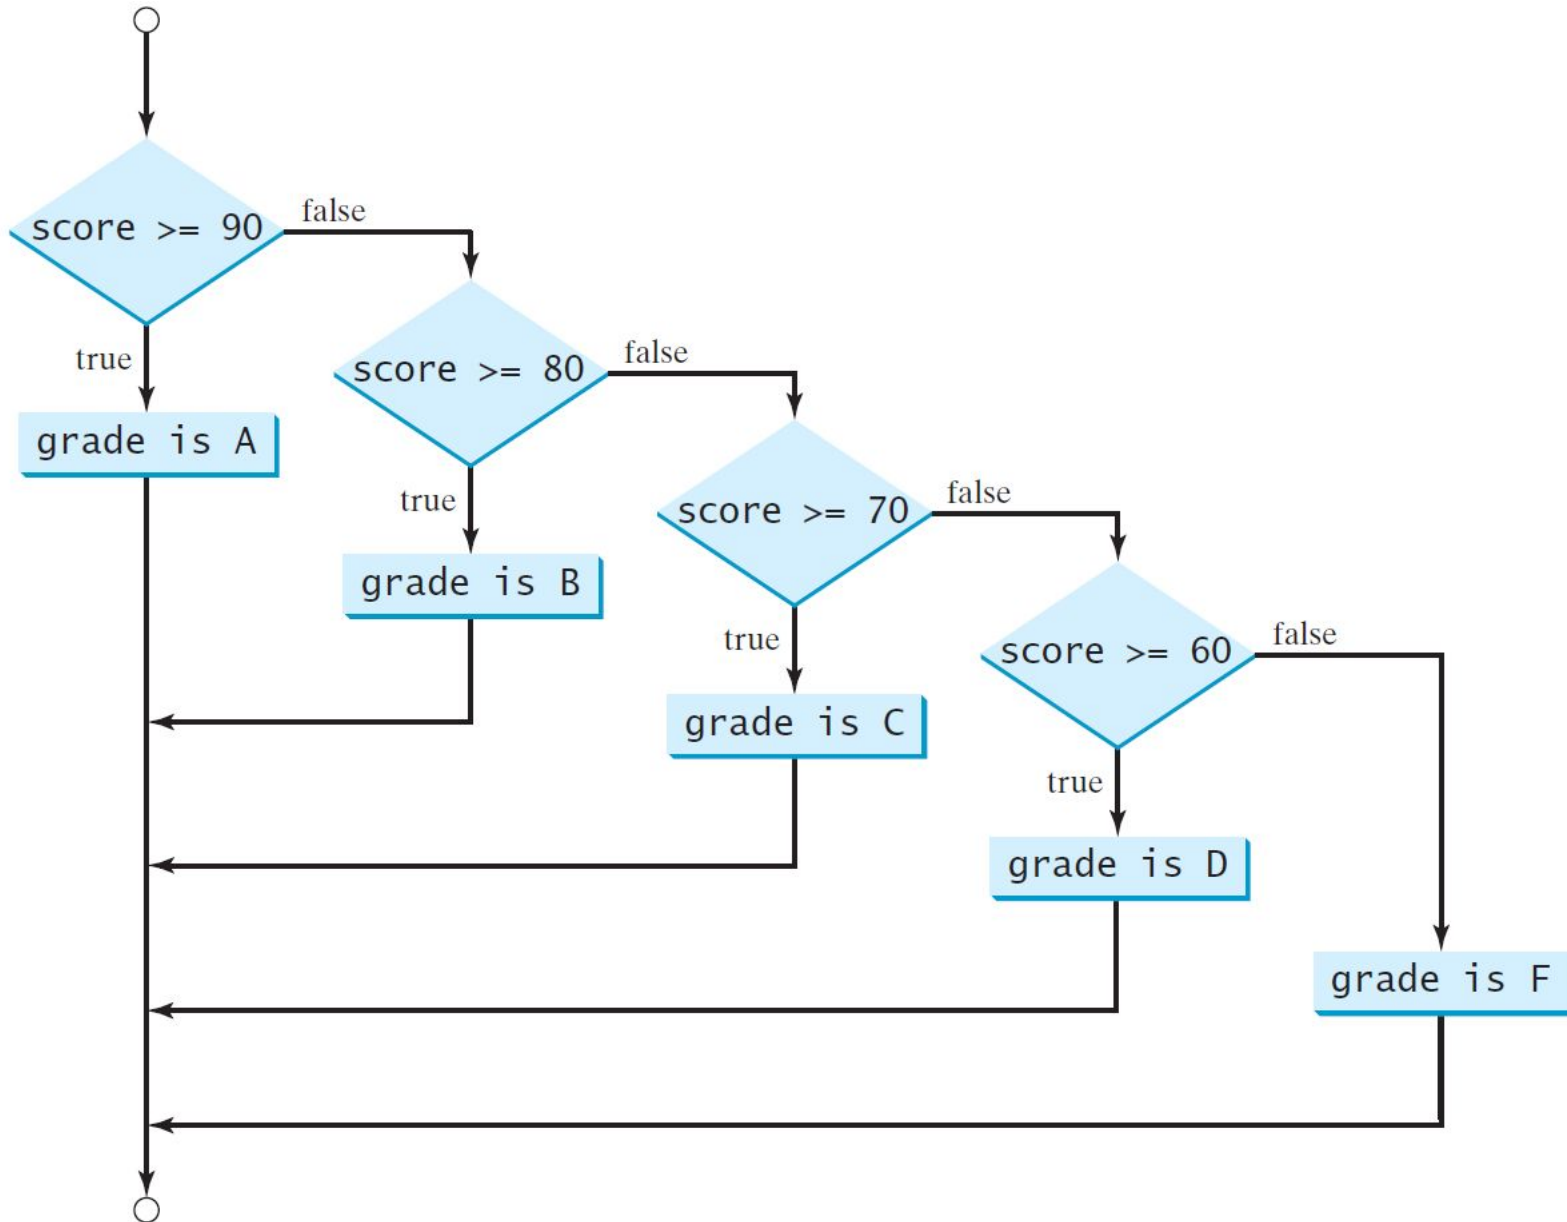 score >= 90
false
true
grade is A
score >= 80
false
true
grade is B
score >= 70
false
true
grade is C
score >= 60
false
true
grade is D
grade is F